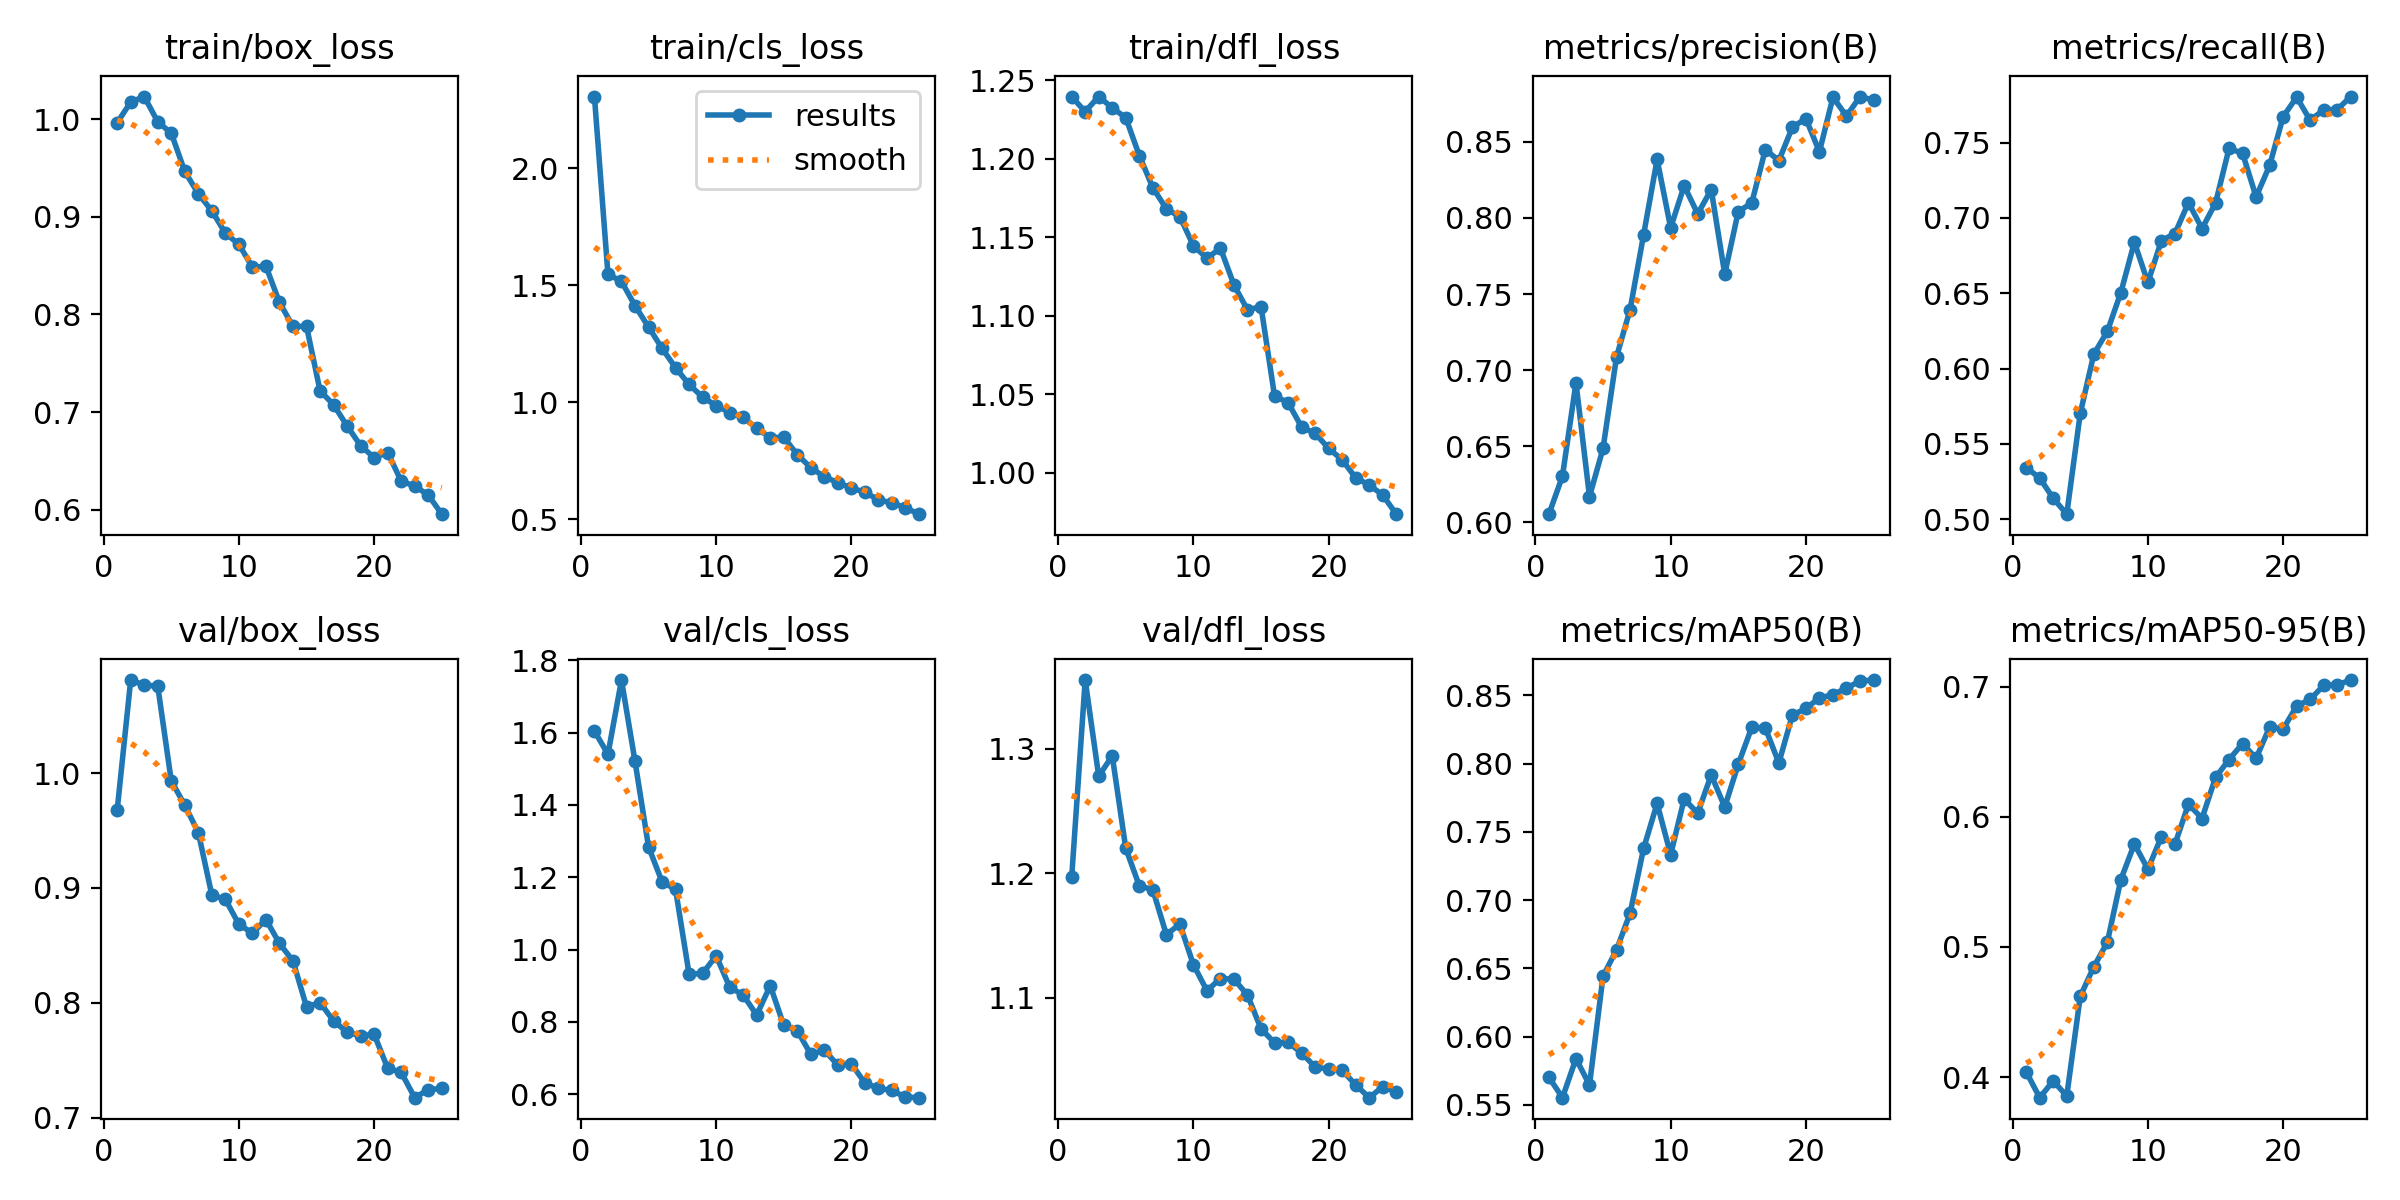 train/box_loss
1.0
0.9
0.8
0.7
0.6
0 10 20
train/cls_loss
results
smooth
2.0
1.5
1.0
0.5
0 10 20
train/dfl_loss
1.25
1.20
1.15
1.10
1.05
1.00
0 10 20
metrics/precision(B)
0.85
0.80
0.75
0.70
0.65
0.60
0 10 20
metrics/recall(B)
0.75
0.70
0.65
0.60
0.55
0.50
0 10 20
val/box_loss
1.0
0.9
0.8
0.7
0 10 20
val/cls_loss
1.8
1.6
1.4
1.2
1.0
0.8
0.6
0 10 20
val/dfl_loss
1.3
1.2
1.1
0 10 20
metrics/mAP50(B)
0.85
0.80
0.75
0.70
0.65
0.60
0.55
0 10 20
metrics/mAP50-95(B)
0.7
0.6
0.5
0.4
0 10 20